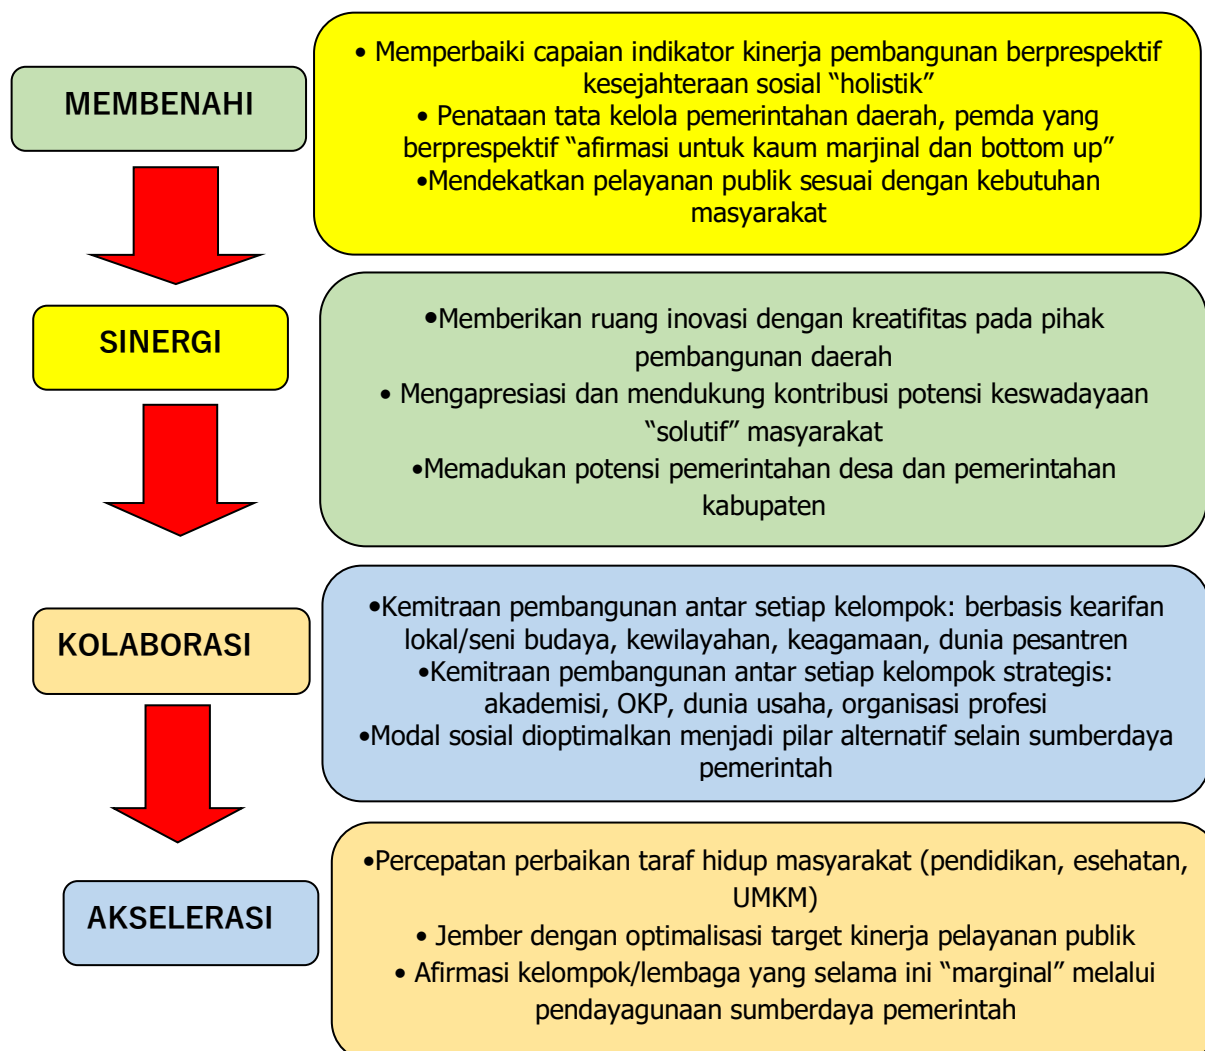 MEMBENAHI
• Memperbaiki capaian indikator kinerja pembangunan berprespektif
kesejahteraan sosial “holistik”
• Penataan tata kelola pemerintahan daerah, pemda yang
berprespektif “afirmasi untuk kaum marjinal dan bottom up”
•Mendekatkan pelayanan publik sesuai dengan kebutuhan
masyarakat
SINERGI
•Memberikan ruang inovasi dengan kreatifitas pada pihak
pembangunan daerah
• Mengapresiasi dan mendukung kontribusi potensi keswadayaan
“solutif” masyarakat
•Memadukan potensi pemerintahan desa dan pemerintahan
kabupaten
KOLABORASI
•Kemitraan pembangunan antar setiap kelompok: berbasis kearifan
lokal/seni budaya, kewilayahan, keagamaan, dunia pesantren
•Kemitraan pembangunan antar setiap kelompok strategis:
akademisi, OKP, dunia usaha, organisasi profesi
•Modal sosial dioptimalkan menjadi pilar alternatif selain sumberdaya
pemerintah
AKSELERASI
•Percepatan perbaikan taraf hidup masyarakat (pendidikan, esehatan,
UMKM)
• Jember dengan optimalisasi target kinerja pelayanan publik
• Afirmasi kelompok/lembaga yang selama ini “marginal” melalui
pendayagunaan sumberdaya pemerintah